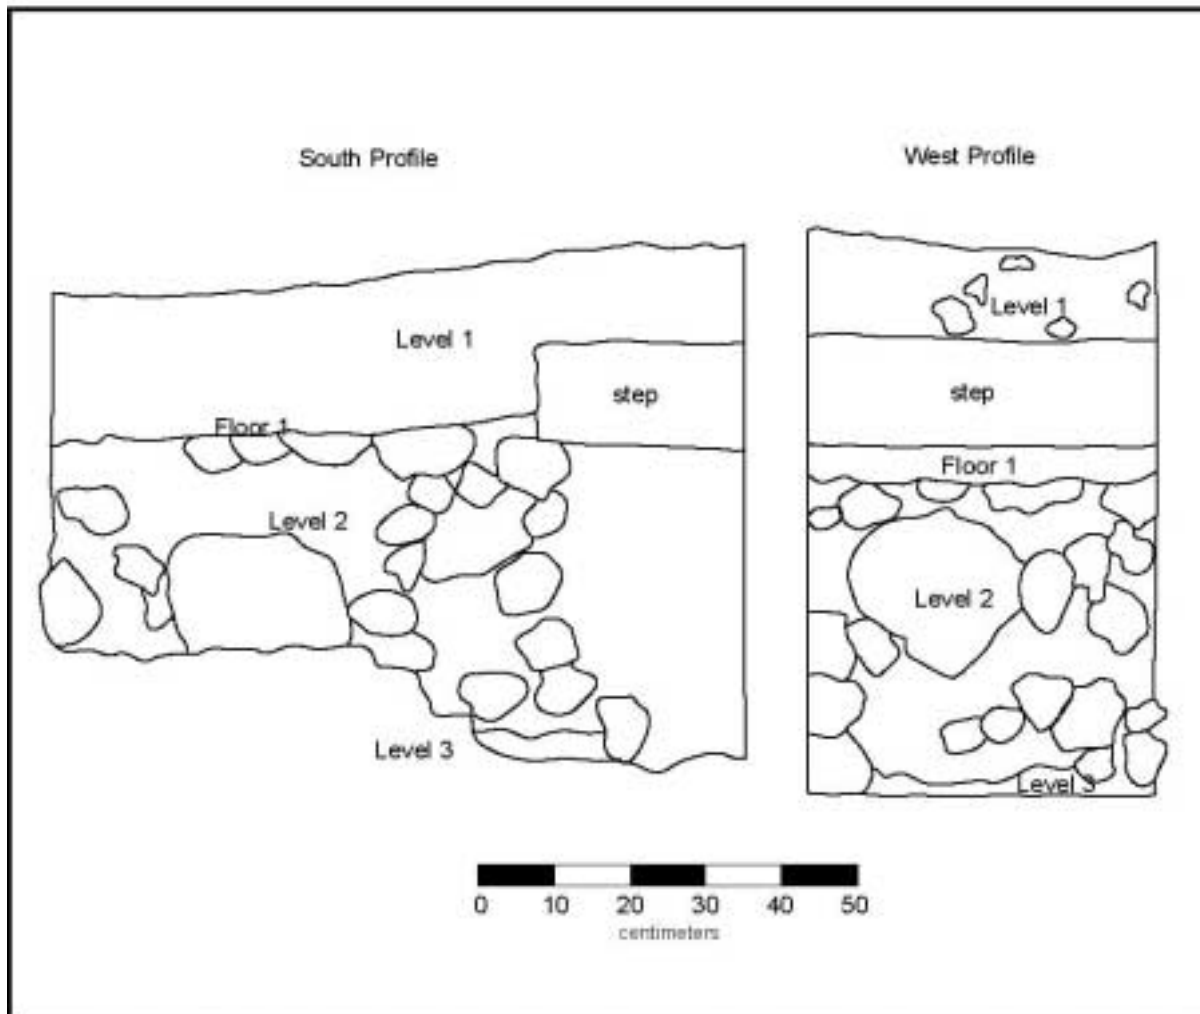 South Profile
West Profile
Level 1
step
Floor 1
Level 2
Level 3
Level 1
step
Floor 1
Level 2
Level 3
0 10 20 30 40 50
centimeters